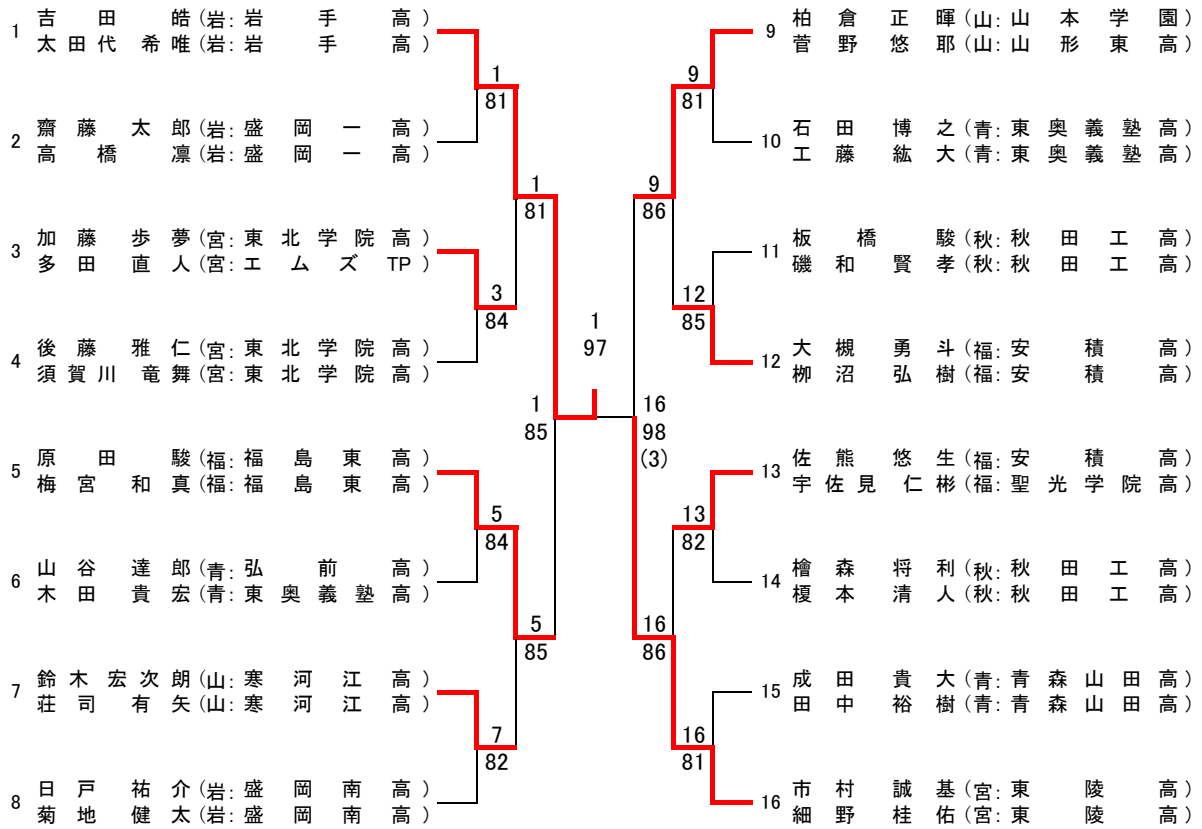 1 吉田皓(岩:岩手高)
太田代希唯(岩:岩手高)
2 齋藤太郎(岩:盛岡一高)
高橋凛(岩:盛岡一高)
3 加藤歩夢(宮:東北学院高)
多田直人(宮:エムズTP)
4 後藤雅仁(宮:東北学院高)
須賀川竜舞(宮:東北学院高)
5 原田駿(福:福島東高)
梅宮和真(福:福島東高)
6 山谷達郎(青:弘前高)
木田貴宏(青:東奥義塾高)
7 鈴木宏次朗(山:寒河江高)
荘司有矢(山:寒河江高)
8 日戸祐介(岩:盛岡南高)
菊地健太(岩:盛岡南高)
1
81
3
84
5
84
7
82
1
81
5
85
1
85
1
97
16
98
(3)
9
86
16
86
9
81
12
85
13
82
16
81
9 柏倉正暉(山:山本学園)
菅野悠耶(山:山形東高)
10 石田博之(青:東奥義塾高)
工藤紘大(青:東奥義塾高)
11 板橋駿(秋:秋田工高)
磯和賢孝(秋:秋田工高)
12 大槻勇斗(福:安積高)
栁沼弘樹(福:安積高)
13 佐熊悠生(福:安積高)
宇佐見仁彬(福:聖光学院高)
14 檜森将利(秋:秋田工高)
榎本清人(秋:秋田工高)
15 成田貴大(青:青森山田高)
田中裕樹(青:青森山田高)
16 市村誠基(宮:東陵高)
細野桂佑(宮:東陵高)